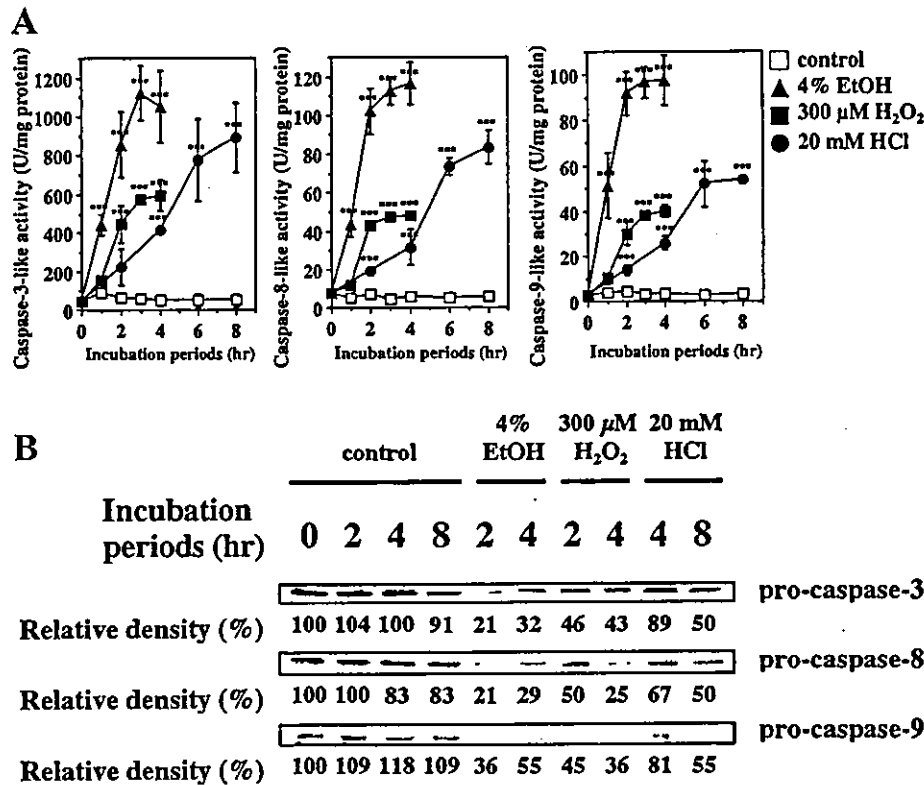 A
Caspase-3-like activity (U/mg protein)
1200
1000
800
600
400
200
0
0 2 4 6 8
Incubation periods (hr)
Caspase-8-like activity (U/mg protein)
120
100
80
60
40
20
0
0 2 4 6 8
Incubation periods (hr)
Caspase-9-like activity (U/mg protein)
100
80
60
40
20
0
0 2 4 6 8
Incubation periods (hr)
control
4% EtOH
300 μM H₂O₂
20 mM HCl
B
control
4% EtOH
300 μM H₂O₂
20 mM HCl
Incubation periods (hr) 0 2 4 8 2 4 2 4 4 8
pro-caspase-3
Relative density (%) 100 104 100 91 21 32 46 43 89 50
pro-caspase-8
Relative density (%) 100 100 83 83 21 29 50 25 67 50
pro-caspase-9
Relative density (%) 100 109 118 109 36 55 45 36 81 55